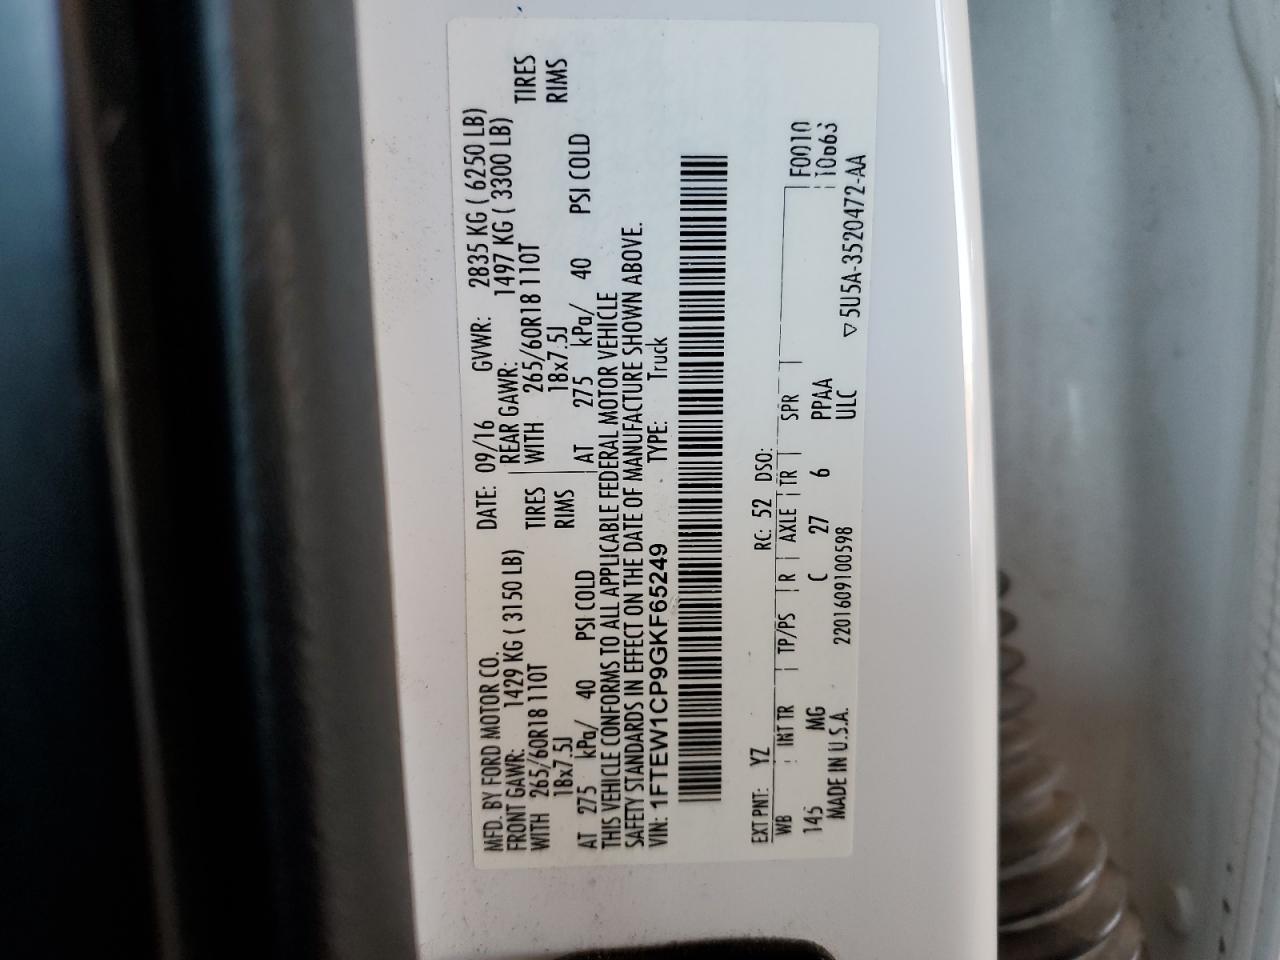 MFD. BY FORD MOTOR CO. DATE: 09/16 GVWR: 2835 KG ( 6250 LB)
FRONT GAWR: 1429 KG ( 3150 LB) REAR GAWR: 1497 KG ( 3300 LB)
WITH 265/60R18 110T TIRES WITH 265/60R18 110T TIRES
18x7.5J RIMS 18x7.5J RIMS
AT 275 kPa/ 40 PSI COLD AT 275 kPa/ 40 PSI COLD
THIS VEHICLE CONFORMS TO ALL APPLICABLE FEDERAL MOTOR VEHICLE
SAFETY STANDARDS IN EFFECT ON THE DATE OF MANUFACTURE SHOWN ABOVE.
VIN: 1FTEW1CP9GKF65249 TYPE: Truck
EXT PNT: YZ RC: 52 DSO:
WB INT TR TP/PS R AXLE TR SPR F0010
145 MG C 27 6 PPAA T0663
MADE IN U.S.A. 2201609100598 ULC ▽5U5A-3520472-AA